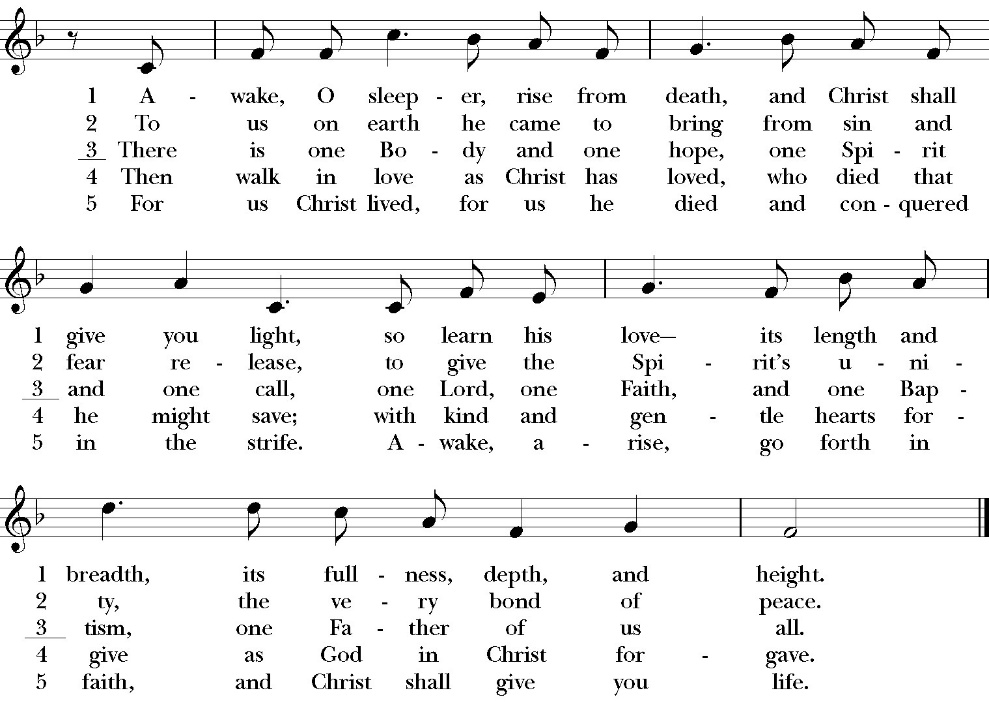 1 A - wake, O sleep - er, rise from death, and Christ shall
2 To us on earth he came to bring from sin and
3 There is one Bo - dy and one hope, one Spi - rit
4 Then walk in love as Christ has loved, who died that
5 For us Christ lived, for us he died and con - quered
1 give you light, so learn his love— its length and
2 fear re - lease, to give the Spi - rit's u - ni -
3 and one call, one Lord, one Faith, and one Bap -
4 he might save; with kind and gen - tle hearts for -
5 in the strife. A - wake, a - rise, go forth in
1 breadth, its full - ness, depth, and height.
2 ty, the ve - ry bond of peace.
3 tism, one Fa - ther of us all.
4 give as God in Christ for - gave.
5 faith, and Christ shall give you life.